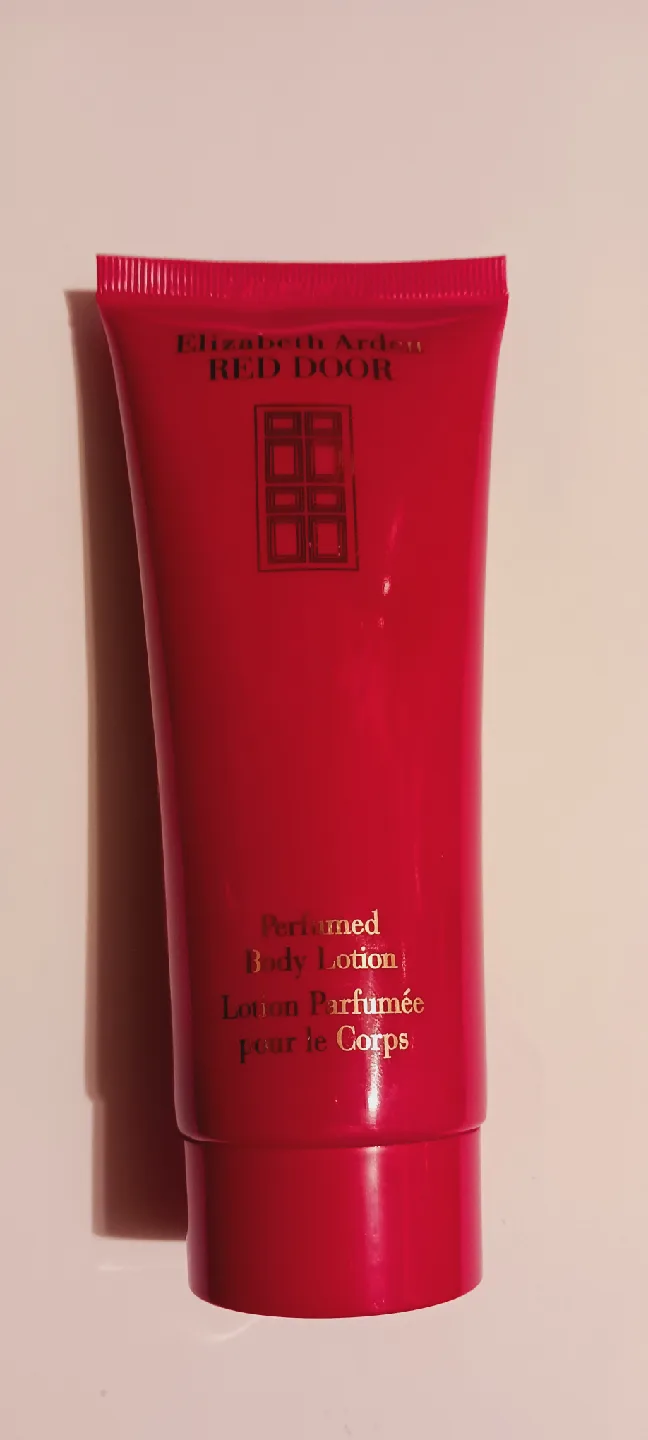 Elizabeth Arden
RED DOOR
Perfumed
Body Lotion
Lotion Parfumée
pour le Corps